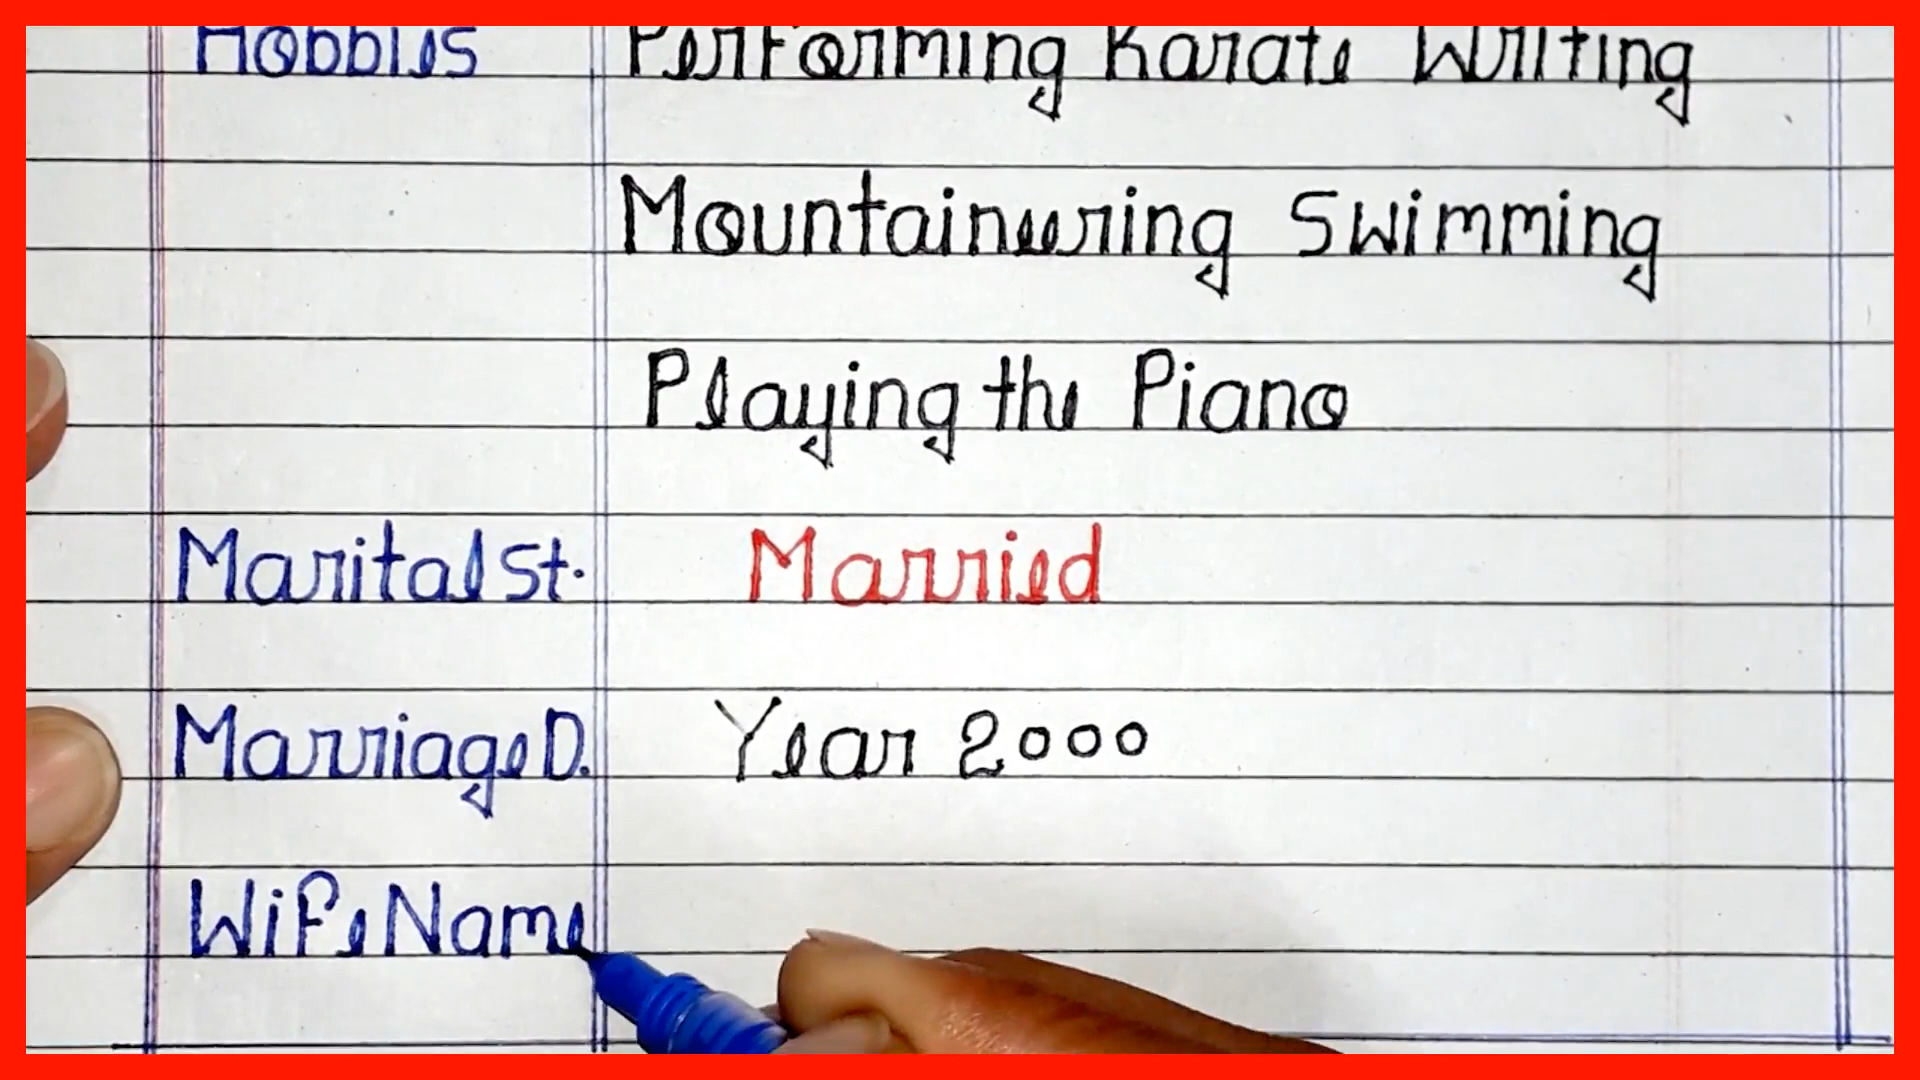 Hobbies Performing Karate Writing
Mountaineering Swimming
Playing the Piano
Marital St. Married
Marriage D. Year 2000
Wife Name